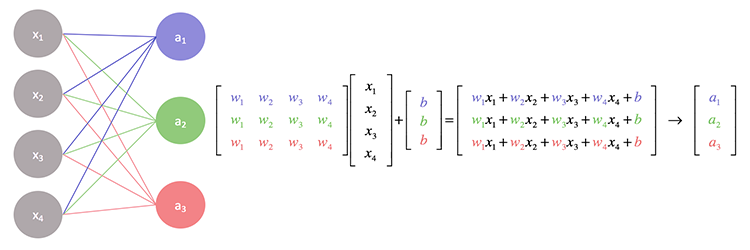 x₁ a₁
x₂ a₂
x₃ a₃
x₄
w₁ w₂ w₃ w₄ x₁ b w₁x₁ + w₂x₂ + w₃x₃ + w₄x₄ + b a₁
w₁ w₂ w₃ w₄ x₂ + b = w₁x₁ + w₂x₂ + w₃x₃ + w₄x₄ + b → a₂
w₁ w₂ w₃ w₄ x₃ b w₁x₁ + w₂x₂ + w₃x₃ + w₄x₄ + b a₃
x₄